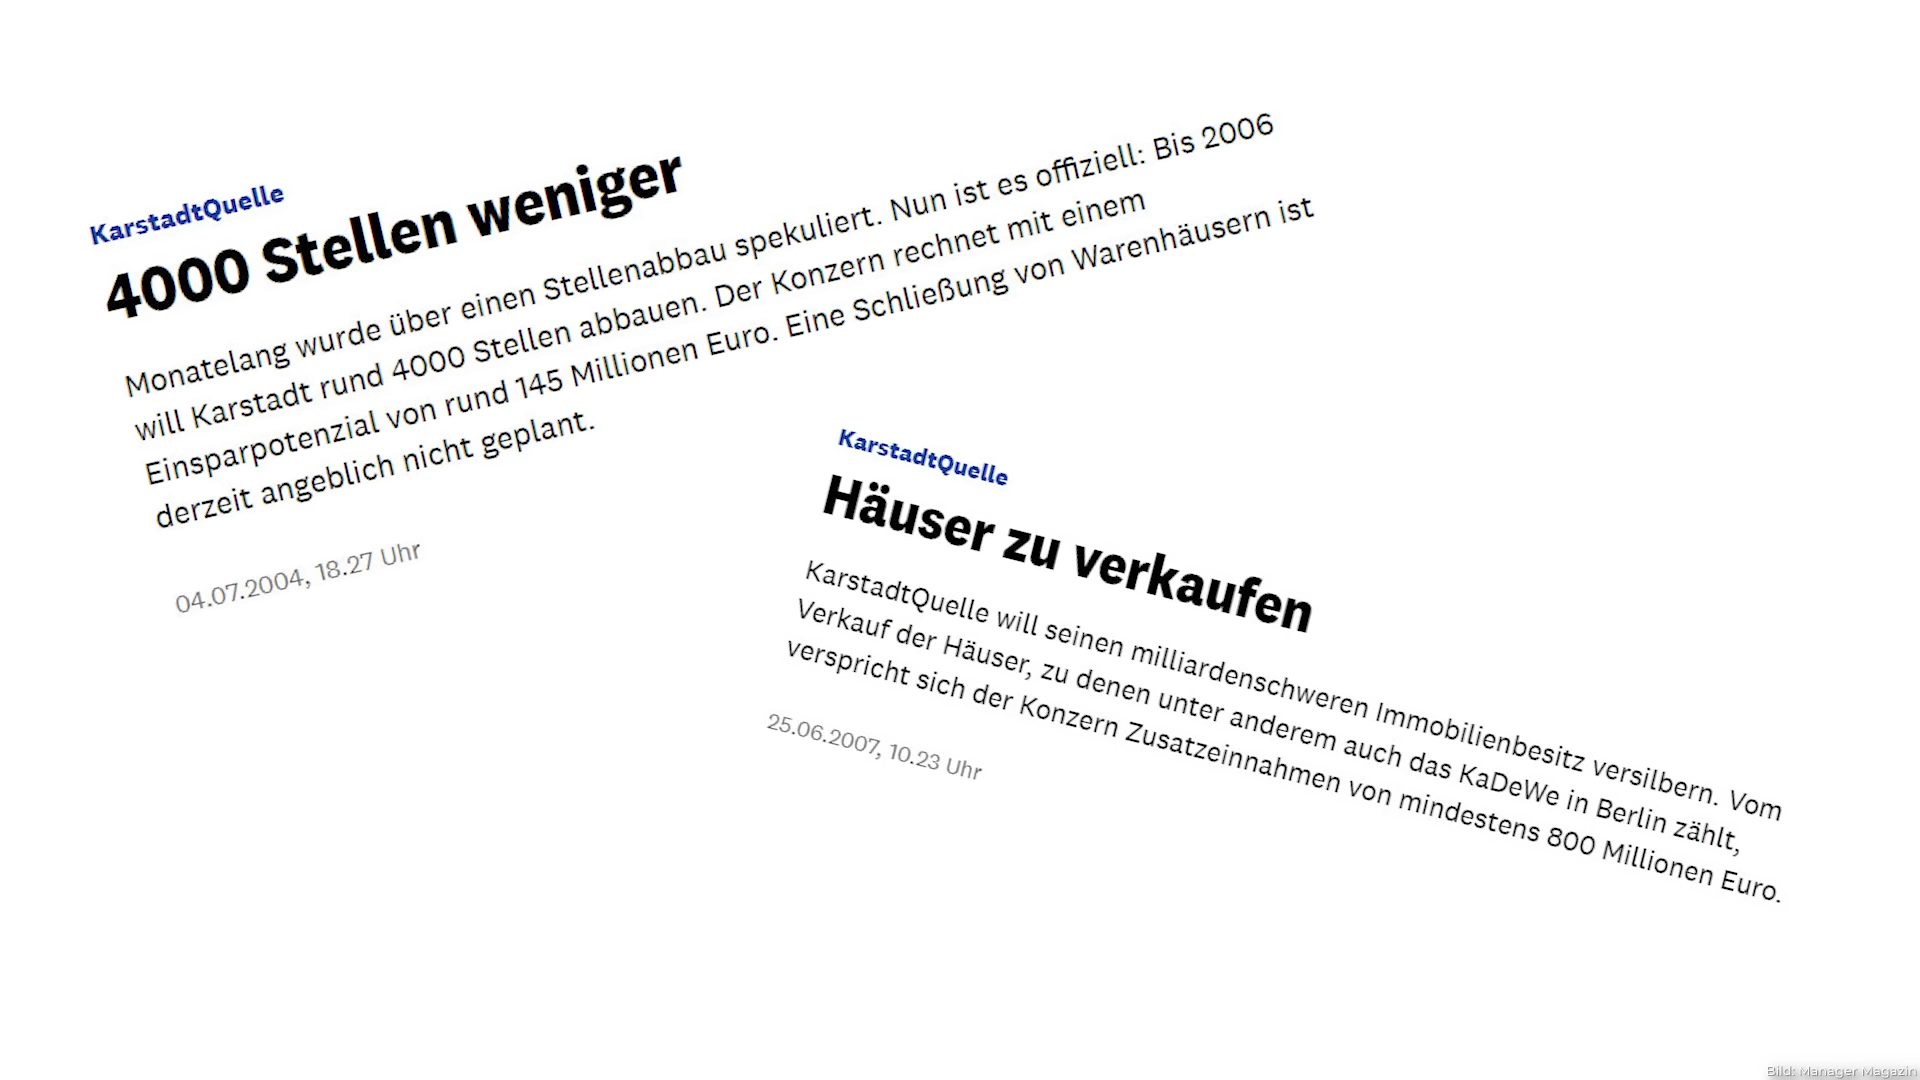 KarstadtQuelle
4000 Stellen weniger
Monatelang wurde über einen Stellenabbau spekuliert. Nun ist es offiziell: Bis 2006
will Karstadt rund 4000 Stellen abbauen. Der Konzern rechnet mit einem
Einsparpotenzial von rund 145 Millionen Euro. Eine Schließung von Warenhäusern ist
derzeit angeblich nicht geplant.
04.07.2004, 18.27 Uhr
KarstadtQuelle
Häuser zu verkaufen
KarstadtQuelle will seinen milliardenschweren Immobilienbesitz versilbern. Vom
Verkauf der Häuser, zu denen unter anderem auch das KaDeWe in Berlin zählt,
verspricht sich der Konzern Zusatzeinnahmen von mindestens 800 Millionen Euro.
25.06.2007, 10.23 Uhr
Bild: Manager Magazin